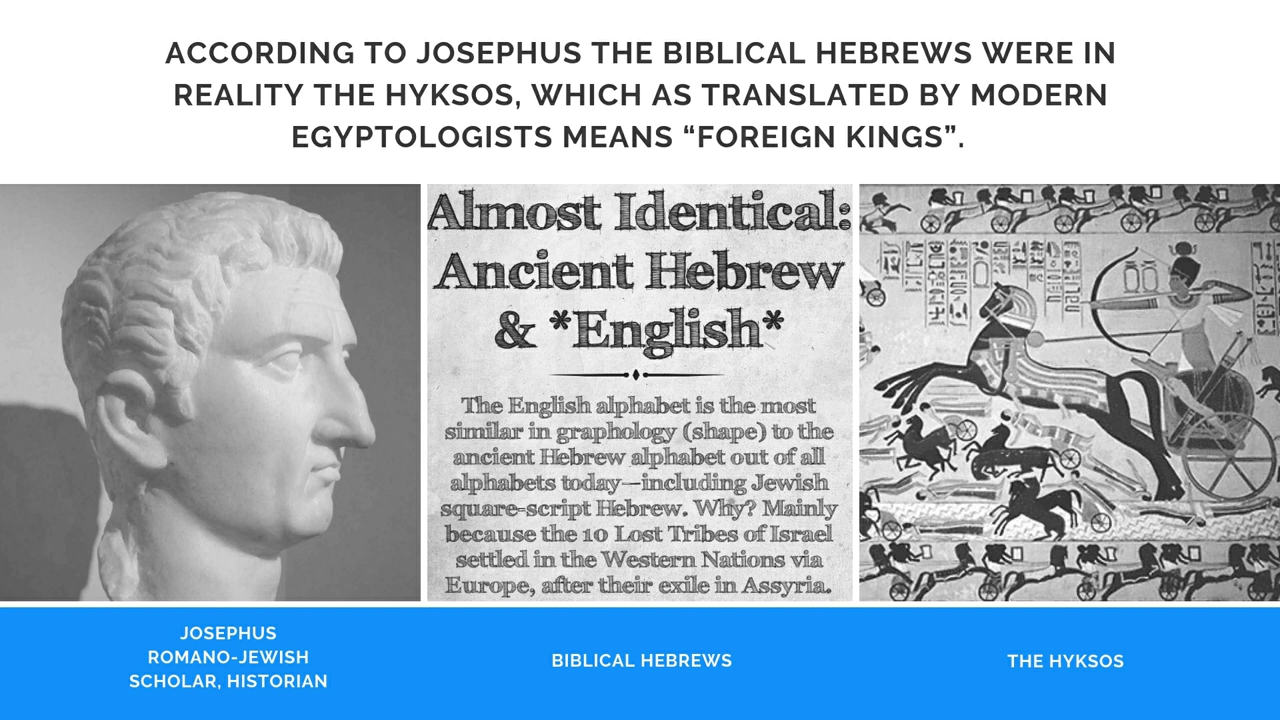 ACCORDING TO JOSEPHUS THE BIBLICAL HEBREWS WERE IN
REALITY THE HYKSOS, WHICH AS TRANSLATED BY MODERN
EGYPTOLOGISTS MEANS “FOREIGN KINGS”.
Almost Identical:
Ancient Hebrew
& *English*
The English alphabet is the most
similar in graphology (shape) to the
ancient Hebrew alphabet out of all
alphabets today—including Jewish
square-script Hebrew. Why? Mainly
because the 10 Lost Tribes of Israel
settled in the Western Nations via
Europe, after their exile in Assyria.
JOSEPHUS
ROMANO-JEWISH
SCHOLAR, HISTORIAN
BIBLICAL HEBREWS
THE HYKSOS